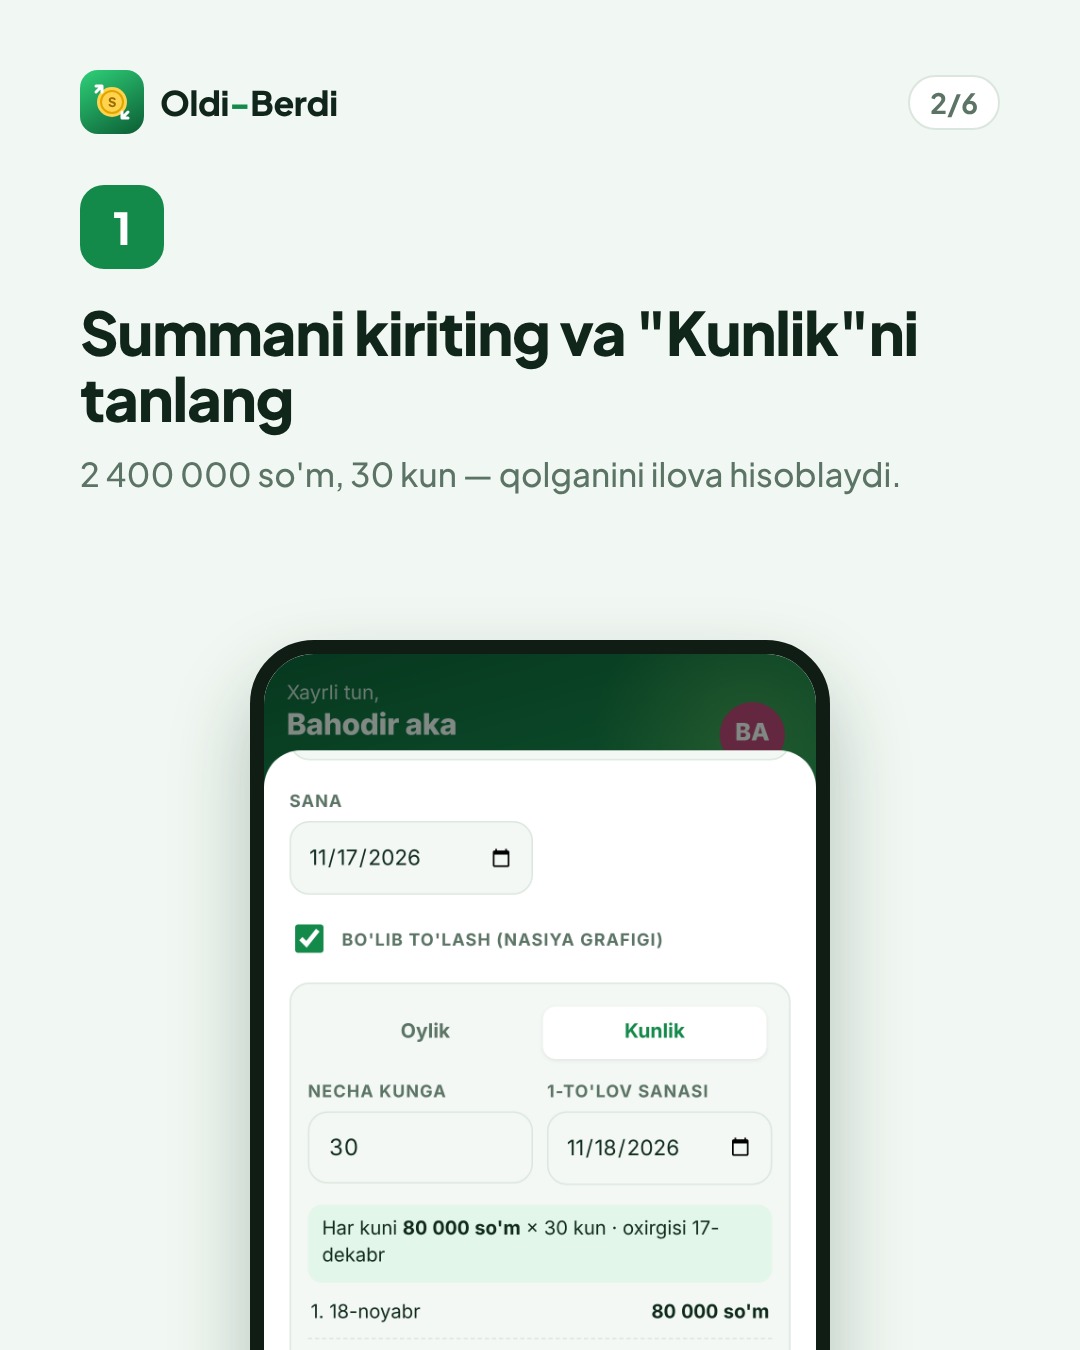 Oldi-Berdi
2/6
1
Summani kiriting va "Kunlik"ni
tanlang
2 400 000 so'm, 30 kun — qolganini ilova hisoblaydi.
Xayrli tun,
Bahodir aka
BA
SANA
11/17/2026
BO'LIB TO'LASH (NASIYA GRAFIGI)
Oylik
Kunlik
NECHA KUNGA
1-TO'LOV SANASI
30
11/18/2026
Har kuni 80 000 so'm × 30 kun · oxirgisi 17-
dekabr
1. 18-noyabr
80 000 so'm